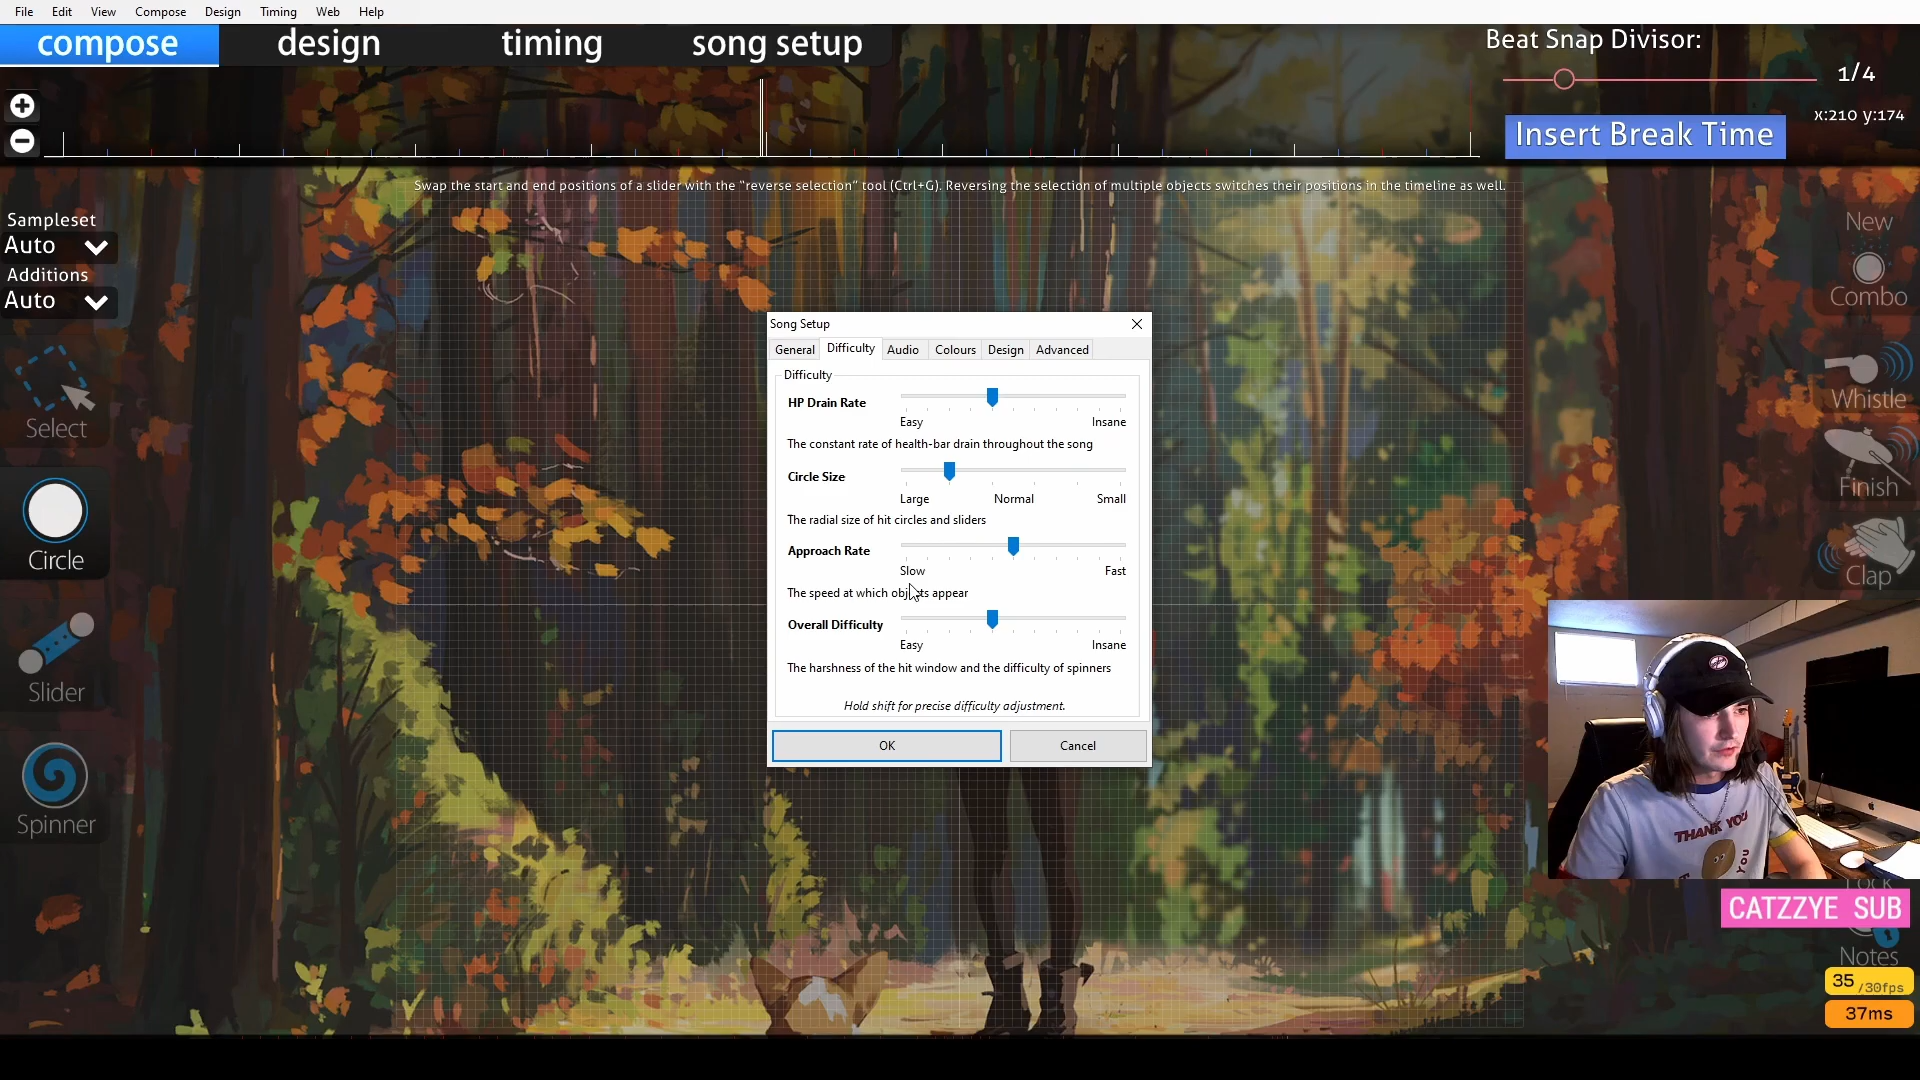 File Edit View Compose Design Timing Web Help
compose design timing song setup
Beat Snap Divisor:
1/4
x:210 y:174
Insert Break Time
Swap the start and end positions of a slider with the "reverse selection" tool (Ctrl+G). Reversing the selection of multiple objects switches their positions in the timeline as well.
Sampleset
Auto
Additions
Auto
Select
Circle
Slider
Spinner
New
Combo
Whistle
Finish
Clap
Song Setup
General Difficulty Audio Colours Design Advanced
Difficulty
HP Drain Rate
Easy Insane
The constant rate of health-bar drain throughout the song
Circle Size
Large Normal Small
The radial size of hit circles and sliders
Approach Rate
Slow Fast
The speed at which objects appear
Overall Difficulty
Easy Insane
The harshness of the hit window and the difficulty of spinners
Hold shift for precise difficulty adjustment.
OK Cancel
THANK YOU
YOU
CATZZYE SUB
Notes
35 /30fps
37ms